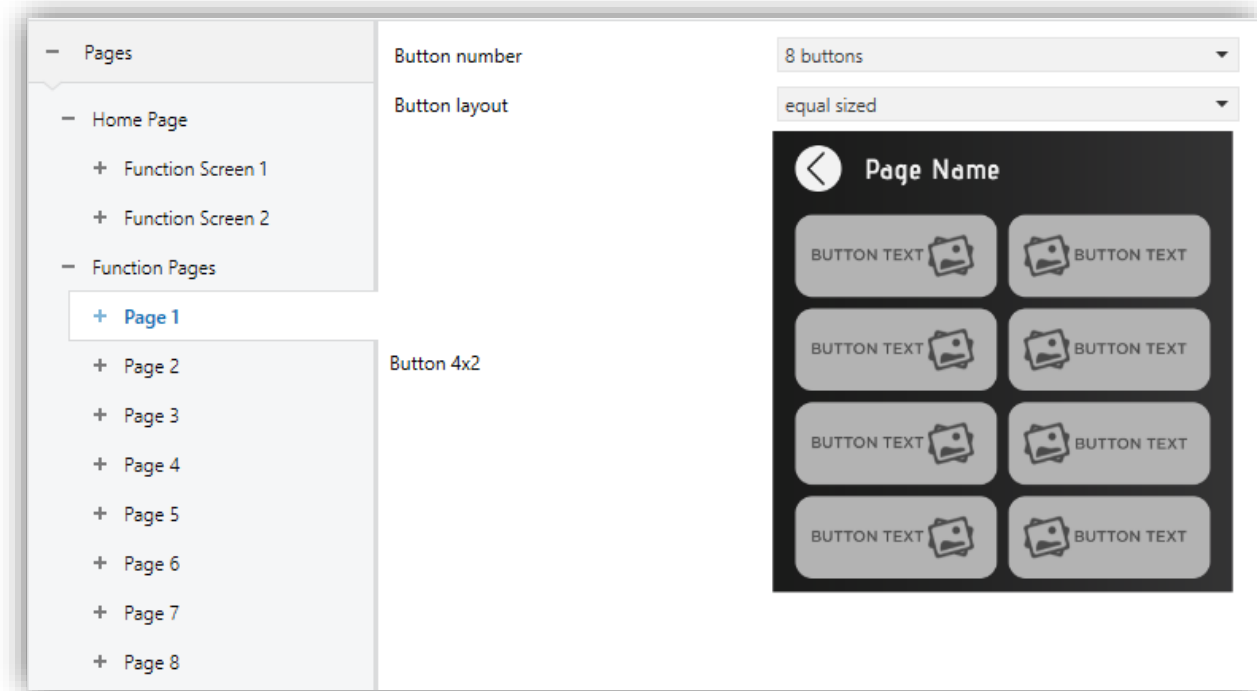 Pages
Home Page
Function Screen 1
Function Screen 2
Function Pages
Page 1
Page 2
Page 3
Page 4
Page 5
Page 6
Page 7
Page 8
Button number
8 buttons
Button layout
equal sized
Button 4x2
Page Name
BUTTON TEXT BUTTON TEXT
BUTTON TEXT BUTTON TEXT
BUTTON TEXT BUTTON TEXT
BUTTON TEXT BUTTON TEXT